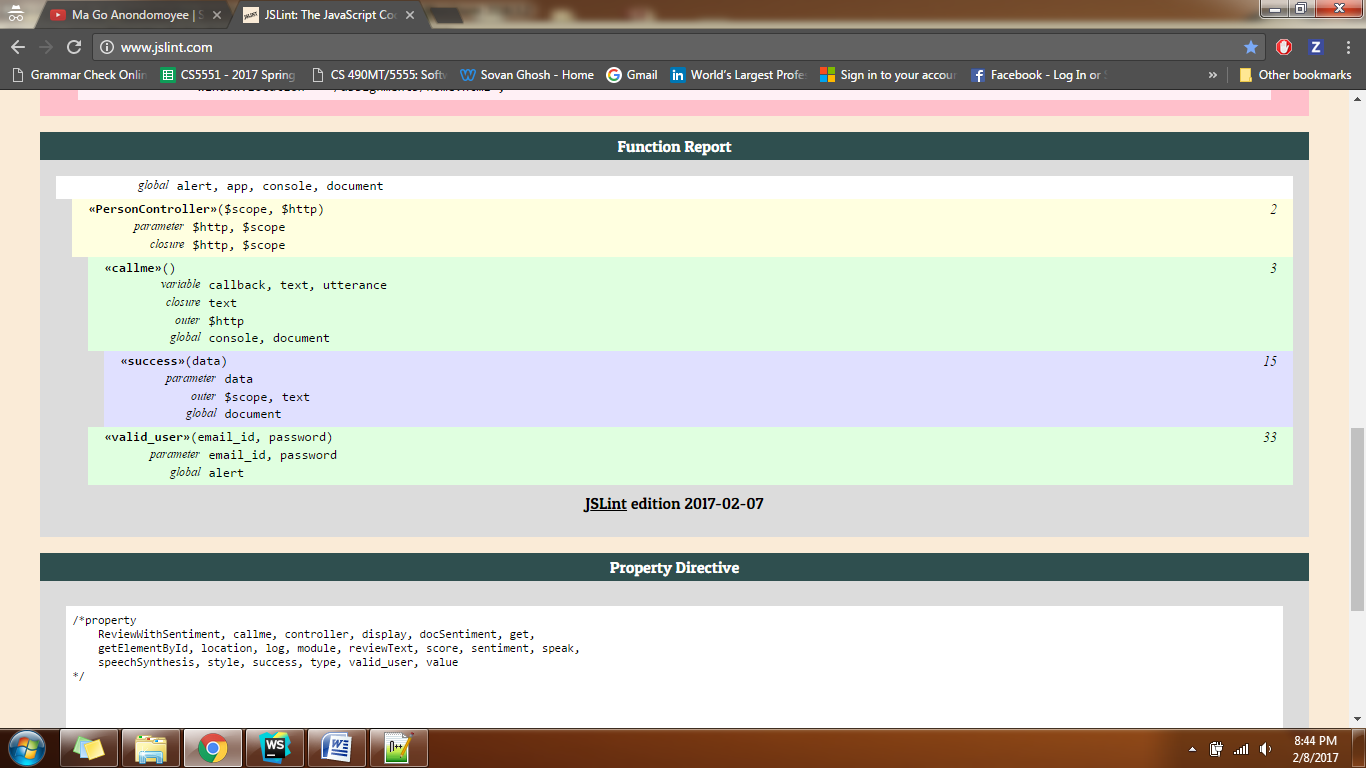 Ma Go Anondomoyee | S
JSLint: The JavaScript Co
www.jslint.com
Grammar Check Onlin
CS5551 - 2017 Spring
CS 490MT/5555: Softw
Sovan Ghosh - Home
Gmail
World's Largest Profe
Sign in to your accou
Facebook - Log In or S
»
Other bookmarks
Function Report
global alert, app, console, document
«PersonController»($scope, $http) 2
parameter $http, $scope
closure $http, $scope
«callme»() 3
variable callback, text, utterance
closure text
outer $http
global console, document
«success»(data) 15
parameter data
outer $scope, text
global document
«valid_user»(email_id, password) 33
parameter email_id, password
global alert
JSLint edition 2017-02-07
Property Directive
/*property
ReviewWithSentiment, callme, controller, display, docSentiment, get,
getElementById, location, log, module, reviewText, score, sentiment, speak,
speechSynthesis, style, success, type, valid_user, value
*/
8:44 PM
2/8/2017